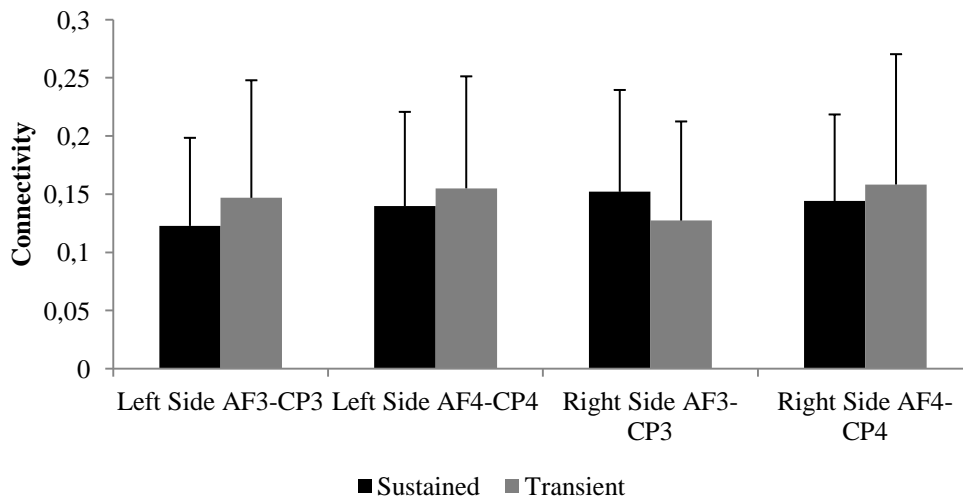 0,3
0,25
0,2
0,15
0,1
0,05
0
Connectivity
Left Side AF3-CP3 Left Side AF4-CP4 Right Side AF3- Right Side AF4-
CP3 CP4
Sustained Transient